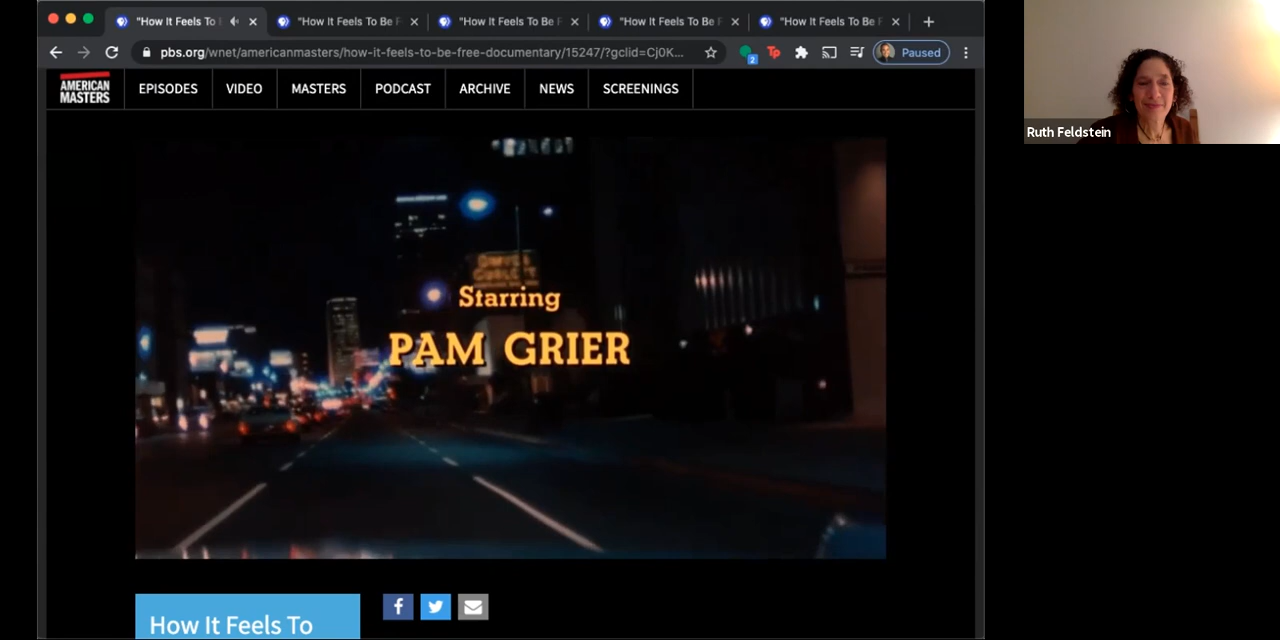 "How It Feels To
"How It Feels To Be F
"How It Feels To Be F
"How It Feels To Be F
"How It Feels To Be F
pbs.org/wnet/americanmasters/how-it-feels-to-be-free-documentary/15247/?gclid=Cj0K...
2
Tp
Paused
AMERICAN
MASTERS
EPISODES
VIDEO
MASTERS
PODCAST
ARCHIVE
NEWS
SCREENINGS
Starring
PAM GRIER
How It Feels To
Ruth Feldstein